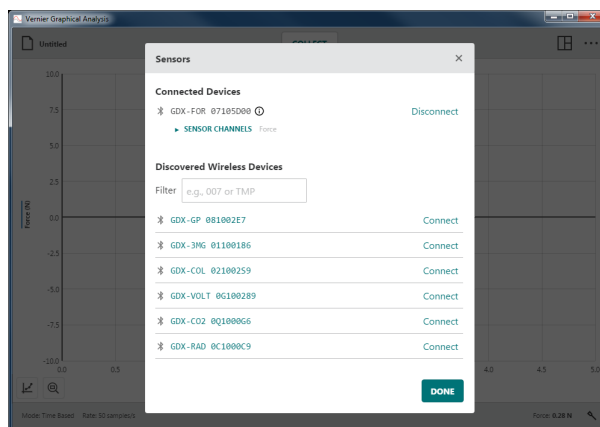 Vernier Graphical Analysis
Untitled
Sensors
Connected Devices
GDX-FOR 07105D00
Disconnect
SENSOR CHANNELS Force
Discovered Wireless Devices
Filter e.g., 007 or TMP
GDX-GP 081002E7 Connect
GDX-3MG 01100186 Connect
GDX-COL 02100259 Connect
GDX-VOLT 0G100289 Connect
GDX-CO2 0Q1000G6 Connect
GDX-RAD 0C1000C9 Connect
DONE
10.0
7.5
5.0
2.5
0.0
-2.5
-5.0
-7.5
-10.0
Force (N)
0.0 0.5 4.0 4.5 5.0
Mode: Time Based Rate: 50 samples/s
Force: 0.28 N